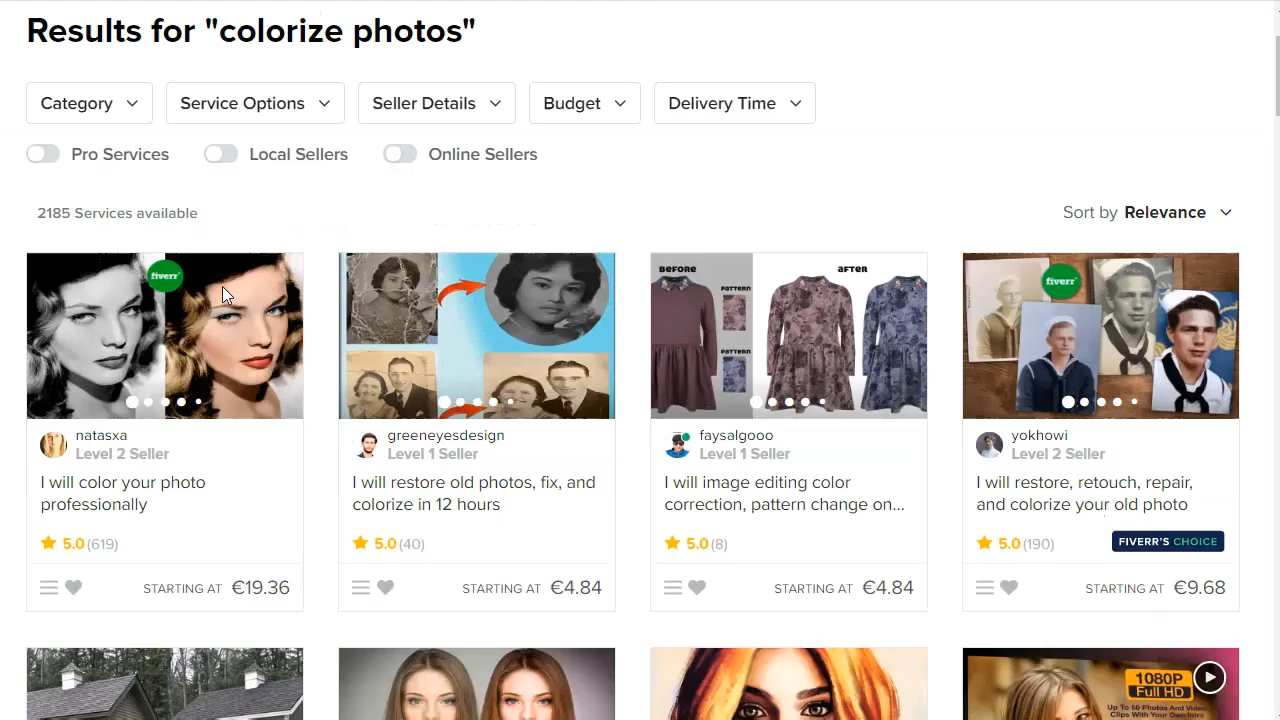 Results for "colorize photos"
Category
Service Options
Seller Details
Budget
Delivery Time
Pro Services
Local Sellers
Online Sellers
2185 Services available
Sort by Relevance
fiverr
BEFORE
AFTER
PATTERN
PATTERN
fiverr
natasxa
Level 2 Seller
I will color your photo
professionally
5.0 (619)
STARTING AT €19.36
greeneyesdesign
Level 1 Seller
I will restore old photos, fix, and
colorize in 12 hours
5.0 (40)
STARTING AT €4.84
faysalgooo
Level 1 Seller
I will image editing color
correction, pattern change on...
5.0 (8)
STARTING AT €4.84
yokhowi
Level 2 Seller
I will restore, retouch, repair,
and colorize your old photo
5.0 (190)
FIVERR'S CHOICE
STARTING AT €9.68
1080P
Full HD
Up To 50 Photos And Video
Clips With Your Own